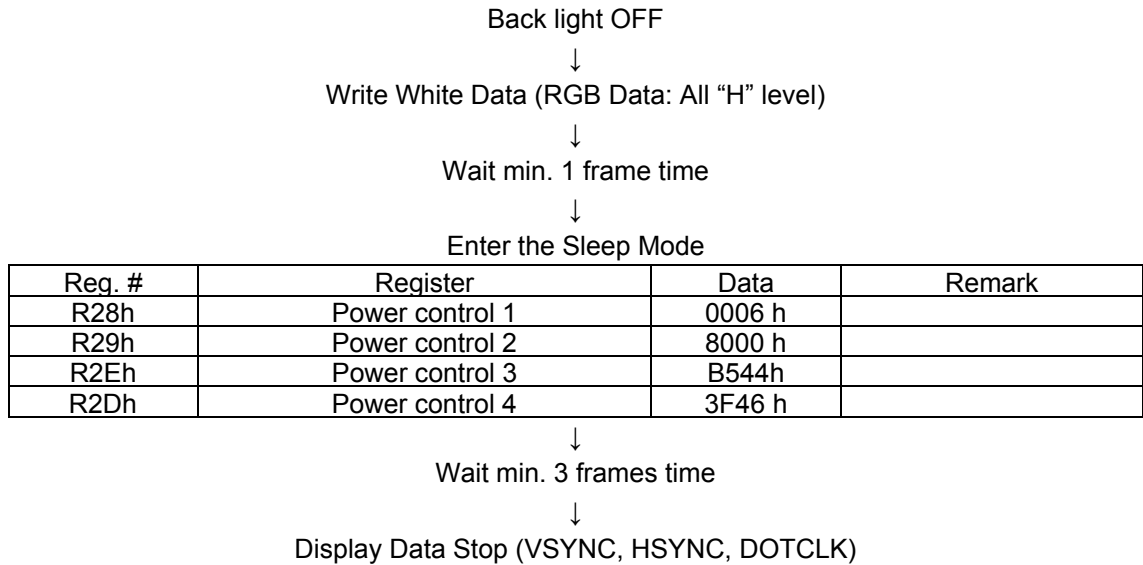 Back light OFF
↓
Write White Data (RGB Data: All “H” level)
↓
Wait min. 1 frame time
↓
Enter the Sleep Mode
Reg. # Register Data Remark
R28h Power control 1 0006 h
R29h Power control 2 8000 h
R2Eh Power control 3 B544h
R2Dh Power control 4 3F46 h
↓
Wait min. 3 frames time
↓
Display Data Stop (VSYNC, HSYNC, DOTCLK)